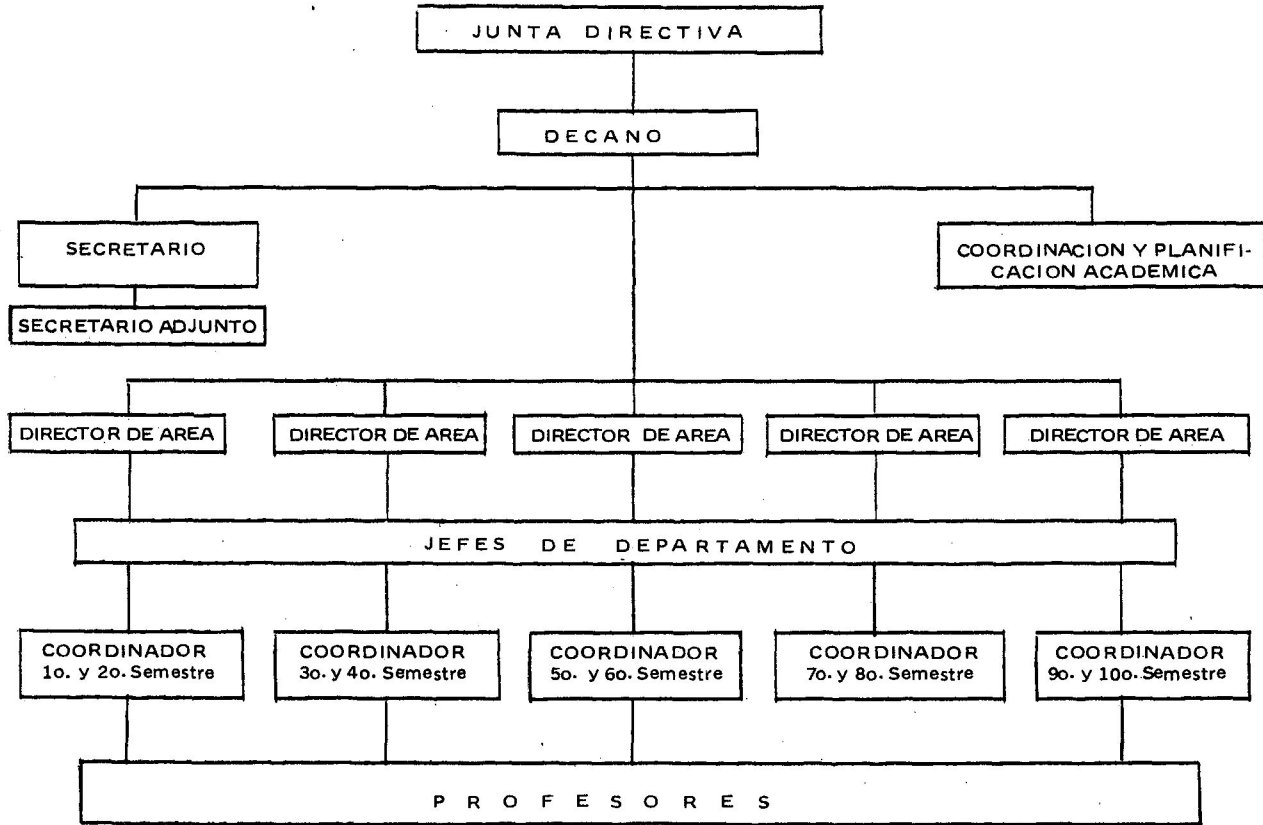 JUNTA DIRECTIVA
DECANO
SECRETARIO
COORDINACION Y PLANIFI-
CACION ACADEMICA
SECRETARIO ADJUNTO
DIRECTOR DE AREA
DIRECTOR DE AREA
DIRECTOR DE AREA
DIRECTOR DE AREA
DIRECTOR DE AREA
JEFES DE DEPARTAMENTO
COORDINADOR
1o. y 2o. Semestre
COORDINADOR
3o. y 4o. Semestre
COORDINADOR
5o. y 6o. Semestre
COORDINADOR
7o. y 8o. Semestre
COORDINADOR
9o. y 10o. Semestre
PROFESORES